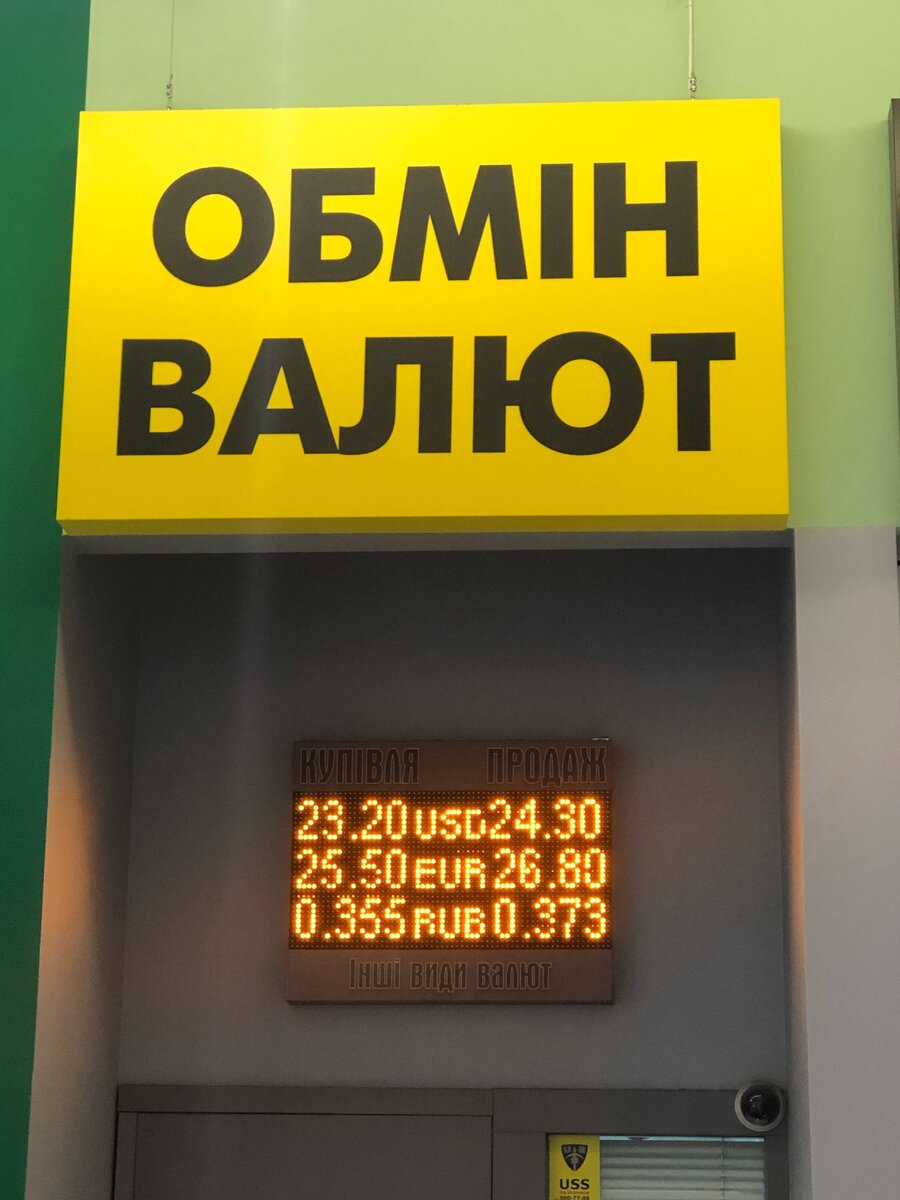 ОБМІН
ВАЛЮТ
КУПІВЛЯ ПРОДАЖ
23.20 USD 24.30
25.50 EUR 26.80
0.355 RUB 0.373
Інші види валют
USS